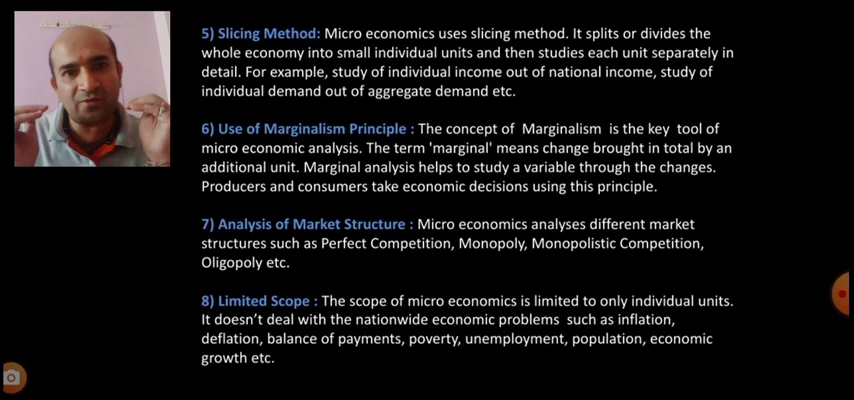 5) Slicing Method: Micro economics uses slicing method. It splits or divides the
whole economy into small individual units and then studies each unit separately in
detail. For example, study of individual income out of national income, study of
individual demand out of aggregate demand etc.
6) Use of Marginalism Principle : The concept of Marginalism is the key tool of
micro economic analysis. The term 'marginal' means change brought in total by an
additional unit. Marginal analysis helps to study a variable through the changes.
Producers and consumers take economic decisions using this principle.
7) Analysis of Market Structure : Micro economics analyses different market
structures such as Perfect Competition, Monopoly, Monopolistic Competition,
Oligopoly etc.
8) Limited Scope : The scope of micro economics is limited to only individual units.
It doesn't deal with the nationwide economic problems such as inflation,
deflation, balance of payments, poverty, unemployment, population, economic
growth etc.